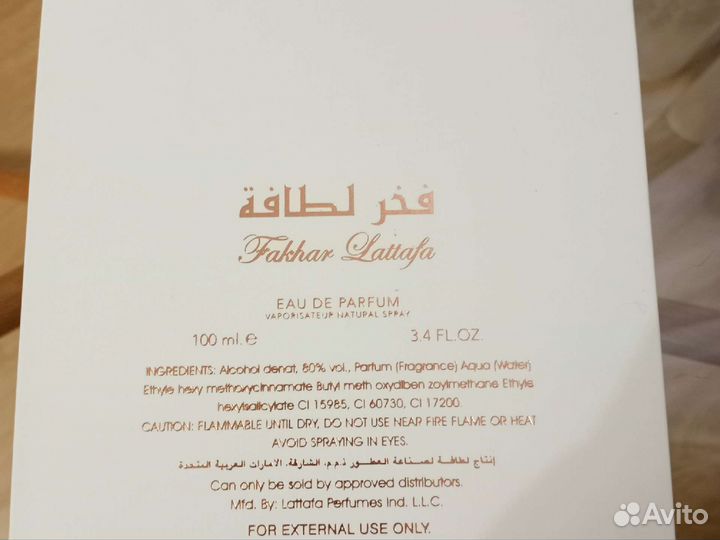 فخر لطافة
Fakhar Lattafa
EAU DE PARFUM
VAPORISATEUR NATURAL SPRAY
100 ml.e 3.4 FL.OZ.
INGREDIENTS: Alcohol denat, 80% vol., Parfum (Fragrance) Aqua (Water)
Ethyle hexy methoxycinnamate Butyl meth oxydiben zoylmethane Ethyle
hexylsalicylate CI 15985, CI 60730, CI 17200
CAUTION: FLAMMABLE UNTIL DRY, DO NOT USE NEAR FIRE FLAME OR HEAT
AVOID SPRAYING IN EYES.
إنتاج لطافة لصناعة العطور ذ.م.م. الشارقة، الامارات العربية المتحدة
Can only be sold by approved distributors.
Mfd. By: Lattafa Perfumes Ind. L.L.C.
FOR EXTERNAL USE ONLY.
Avito